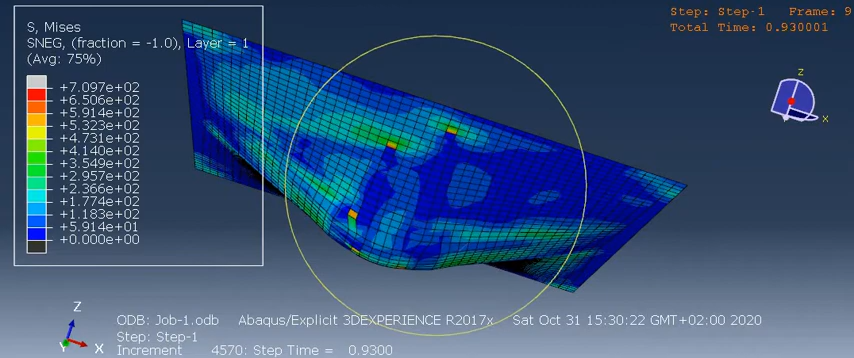 Step: Step-1 Frame: 9
Total Time: 0.930001
S, Mises
SNEG, (fraction = -1.0), Layer = 1
(Avg: 75%)
+7.097e+02
+6.506e+02
+5.914e+02
+5.323e+02
+4.731e+02
+4.140e+02
+3.549e+02
+2.957e+02
+2.366e+02
+1.774e+02
+1.183e+02
+5.914e+01
+0.000e+00
Z
X
Z
Y
X
ODB: Job-1.odb Abaqus/Explicit 3DEXPERIENCE R2017x Sat Oct 31 15:30:22 GMT+02:00 2020
Step: Step-1
Increment 4570: Step Time = 0.9300